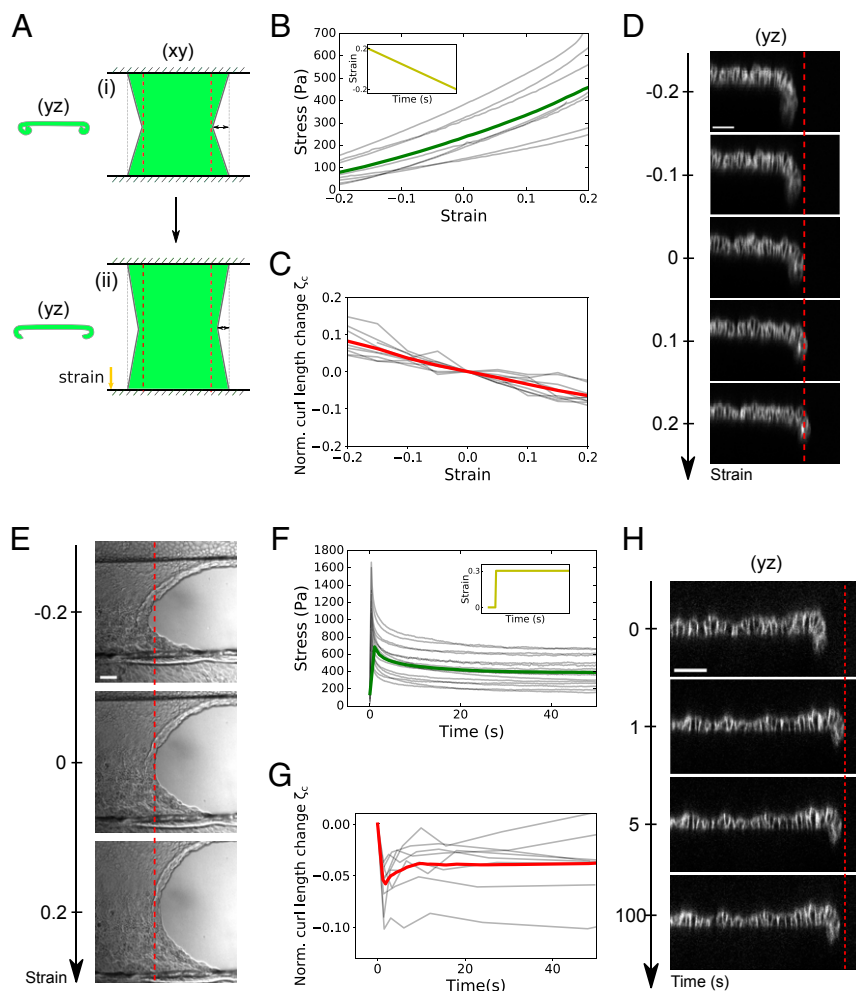 A
(xy)
(i)
(yz)
(ii)
(yz)
strain
B
700
600
500
400
300
200
100
0
Stress (Pa)
0.2
-0.2
Strain
Time (s)
−0.2
−0.1
0.0
0.1
0.2
Strain
C
0.2
0.1
0.0
−0.1
−0.2
Norm. curl length change ζc
−0.2
−0.1
0.0
0.1
0.2
Strain
D
(yz)
-0.2
-0.1
0
0.1
0.2
Strain
E
-0.2
0
0.2
Strain
F
1800
1600
1400
1200
1000
800
600
400
200
0
Stress (Pa)
0.3
0
Strain
Time (s)
0
20
40
Time (s)
G
0.00
−0.05
−0.10
Norm. curl length change ζc
0
20
40
Time(s)
H
(yz)
0
1
5
100
Time (s)